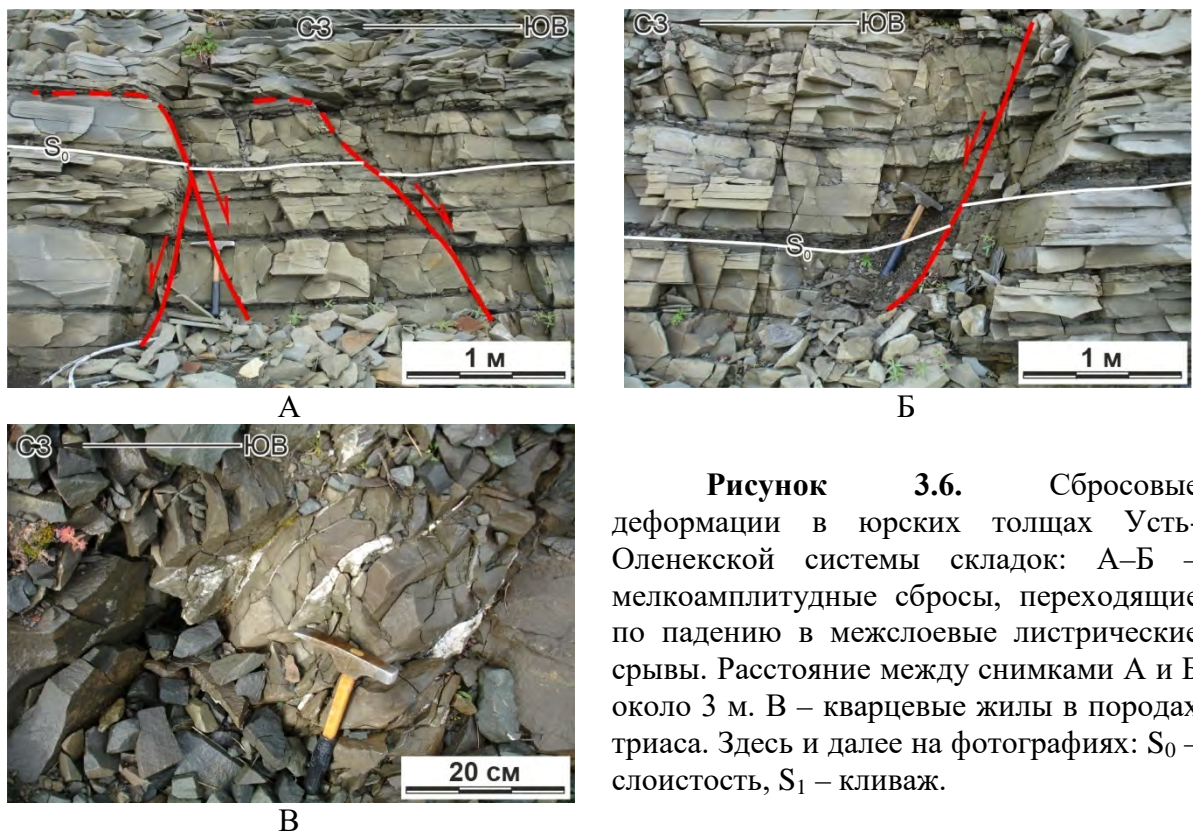 СЗ ЮВ
S₀
1 м
А
СЗ ЮВ
S₀
1 м
Б
СЗ ЮВ
20 см
В
Рисунок 3.6. Сбросовые
деформации в юрских толщах Усть-
Оленекской системы складок: А–Б –
мелкоамплитудные сбросы, переходящие
по падению в межслоевые листрические
срывы. Расстояние между снимками А и Б
около 3 м. В – кварцевые жилы в породах
триаса. Здесь и далее на фотографиях: S₀ –
слоистость, S₁ – кливаж.